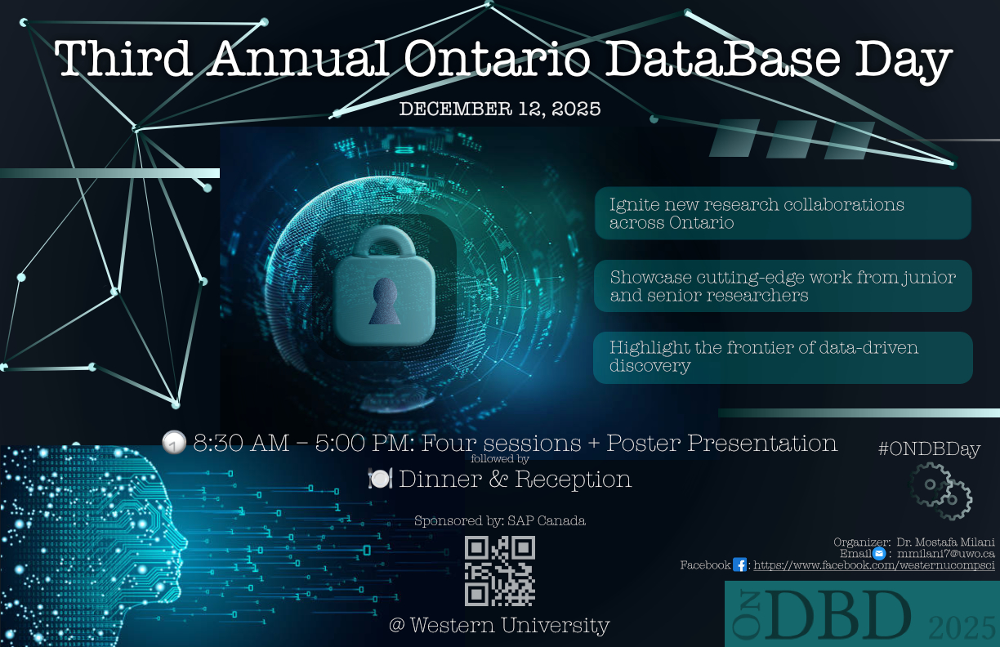 Third Annual Ontario DataBase Day
DECEMBER 12, 2025
Ignite new research collaborations
across Ontario
Showcase cutting-edge work from junior
and senior researchers
Highlight the frontier of data-driven
discovery
8:30 AM – 5:00 PM: Four sessions + Poster Presentation
followed by
Dinner & Reception
#ONDBDay
Sponsored by: SAP Canada
@ Western University
Organizer: Dr. Mostafa Milani
Email : mmilani7@uwo.ca
Facebook : https://www.facebook.com/westernucompsci
ON DBD 2025